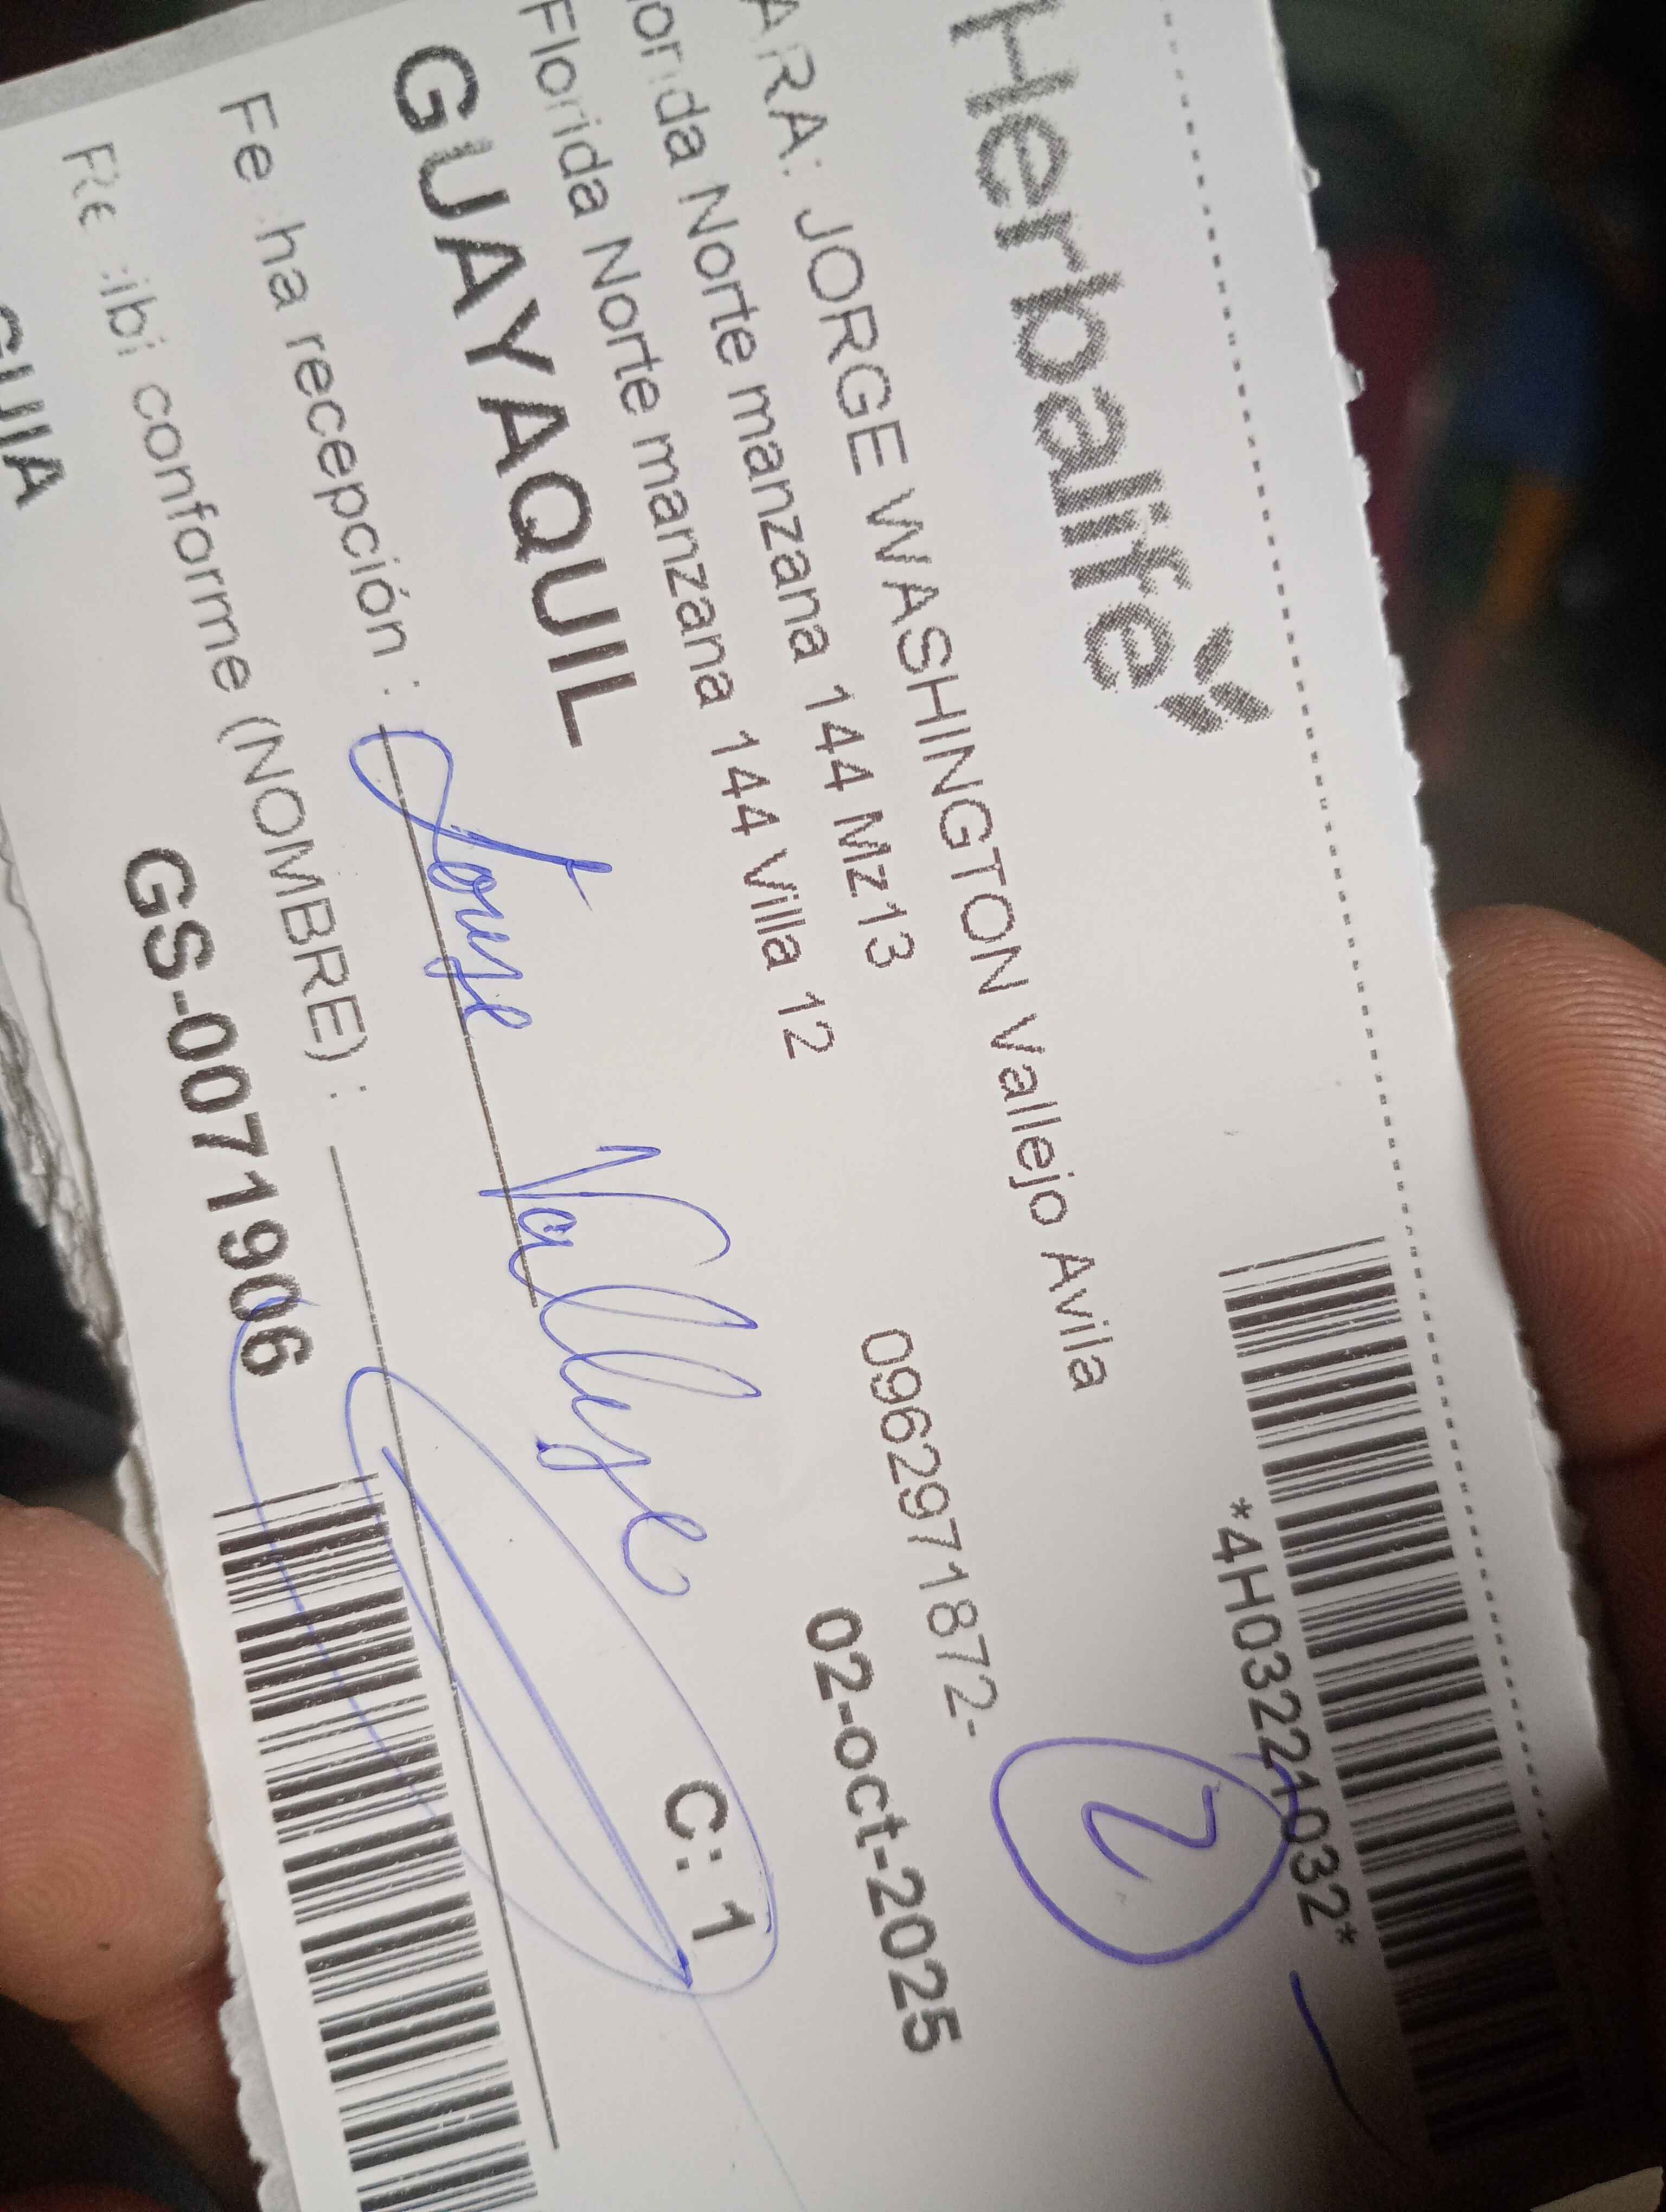 Herbalife
*4H03221032*
ARA: JORGE WASHINGTON Vallejo Avila
orida Norte manzana 144 Mz13 0962971872-
Florida Norte manzana 144 Villa 12
02-oct-2025
GUAYAQUIL
C: 1
Fe ha recepción : Jorge Vallejo
Re ibi conforme (NOMBRE) :
GS-0071906
GUIA
2